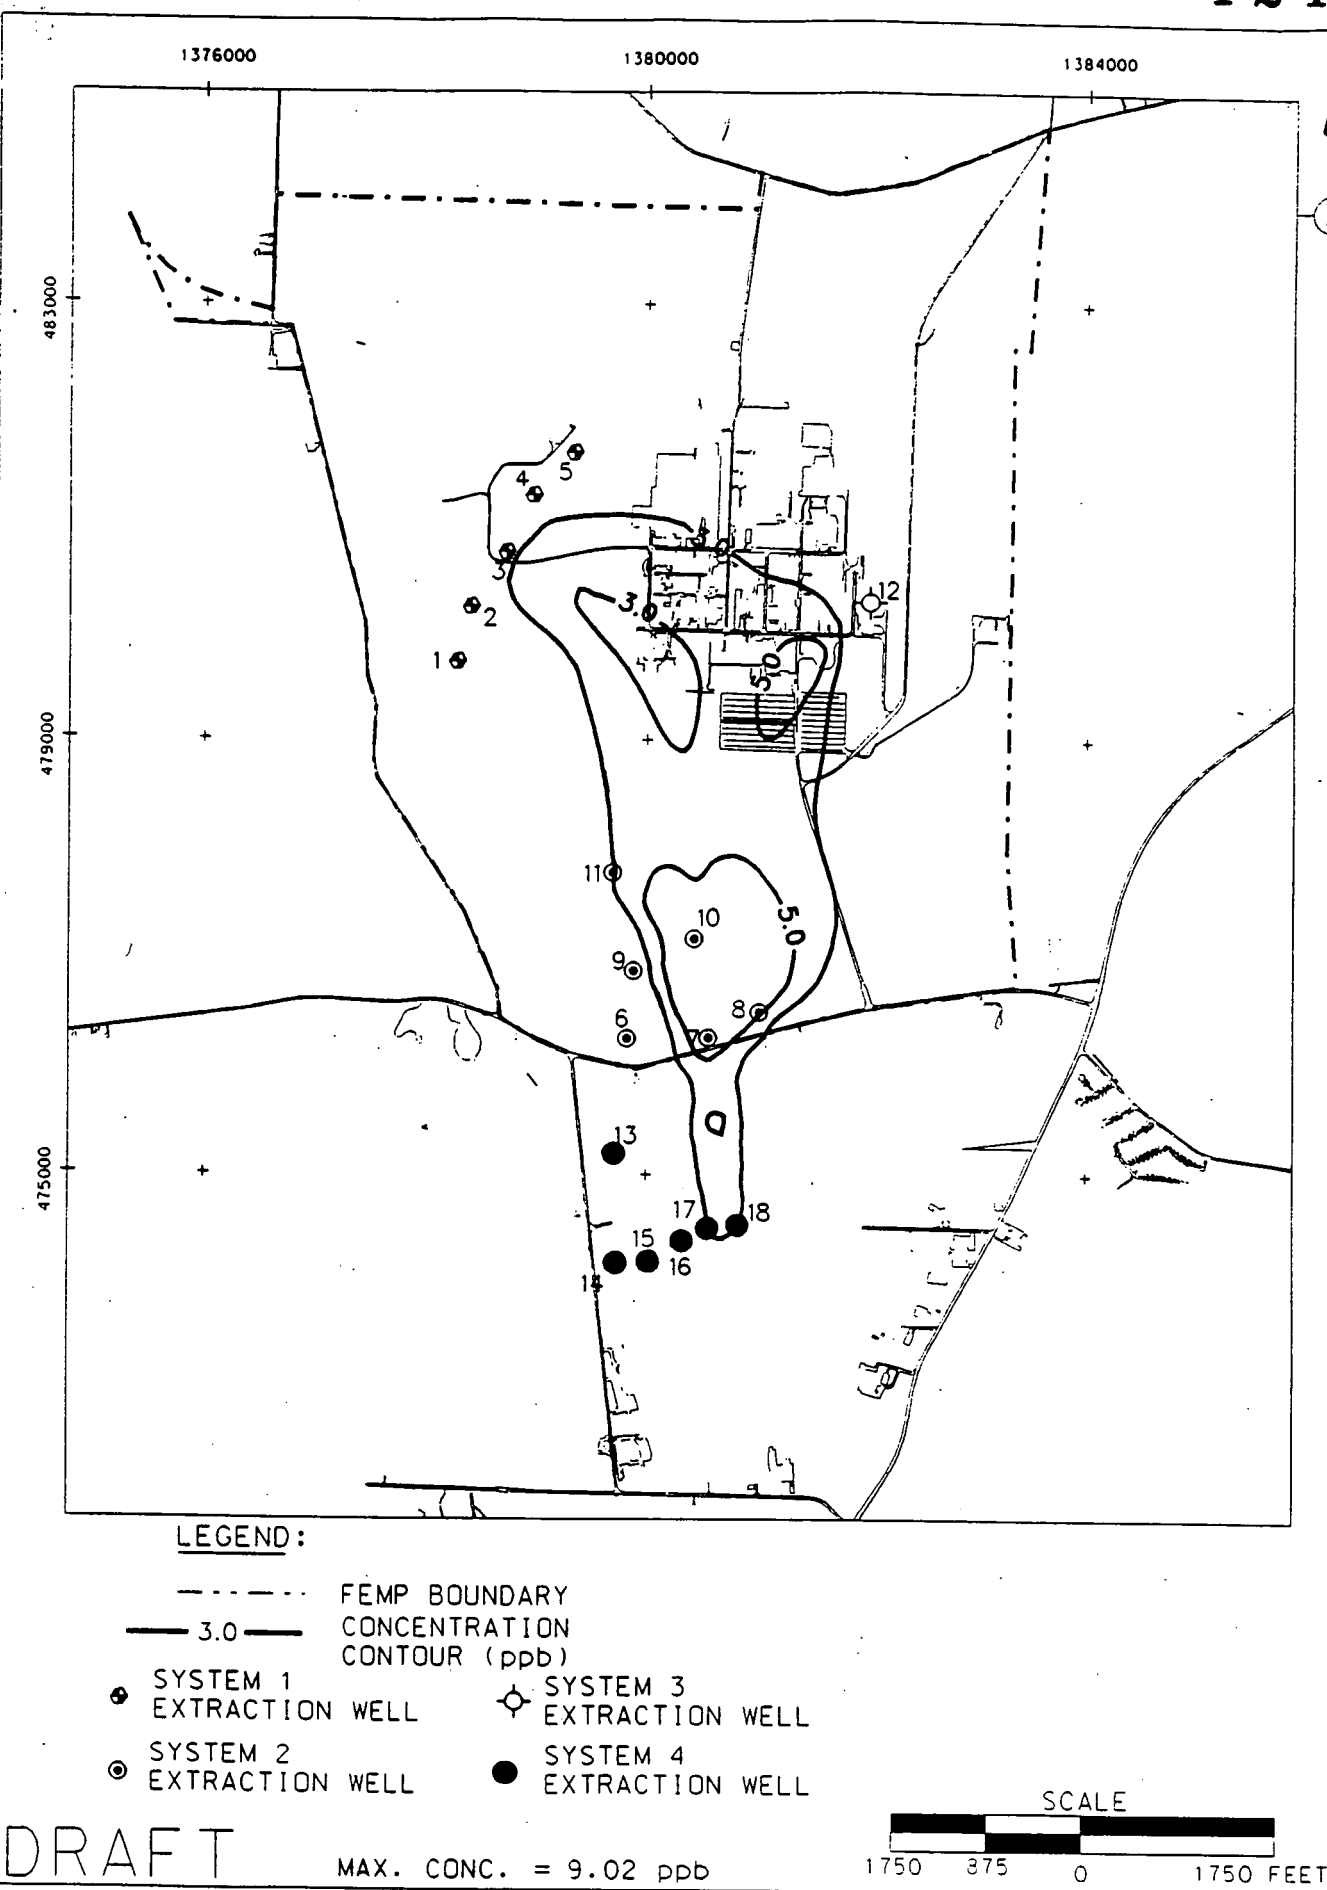 1376000
1380000
1384000
483000
479000
475000
5
4
3
2
1
12
3.0
5.0
11
10
5.0
9
8
6
7
13
17
18
15
16
14
LEGEND:
FEMP BOUNDARY
3.0
CONCENTRATION
CONTOUR (ppb)
SYSTEM 1
EXTRACTION WELL
SYSTEM 3
EXTRACTION WELL
SYSTEM 2
EXTRACTION WELL
SYSTEM 4
EXTRACTION WELL
SCALE
1750 875 0 1750 FEET
DRAFT
MAX. CONC. = 9.02 ppb